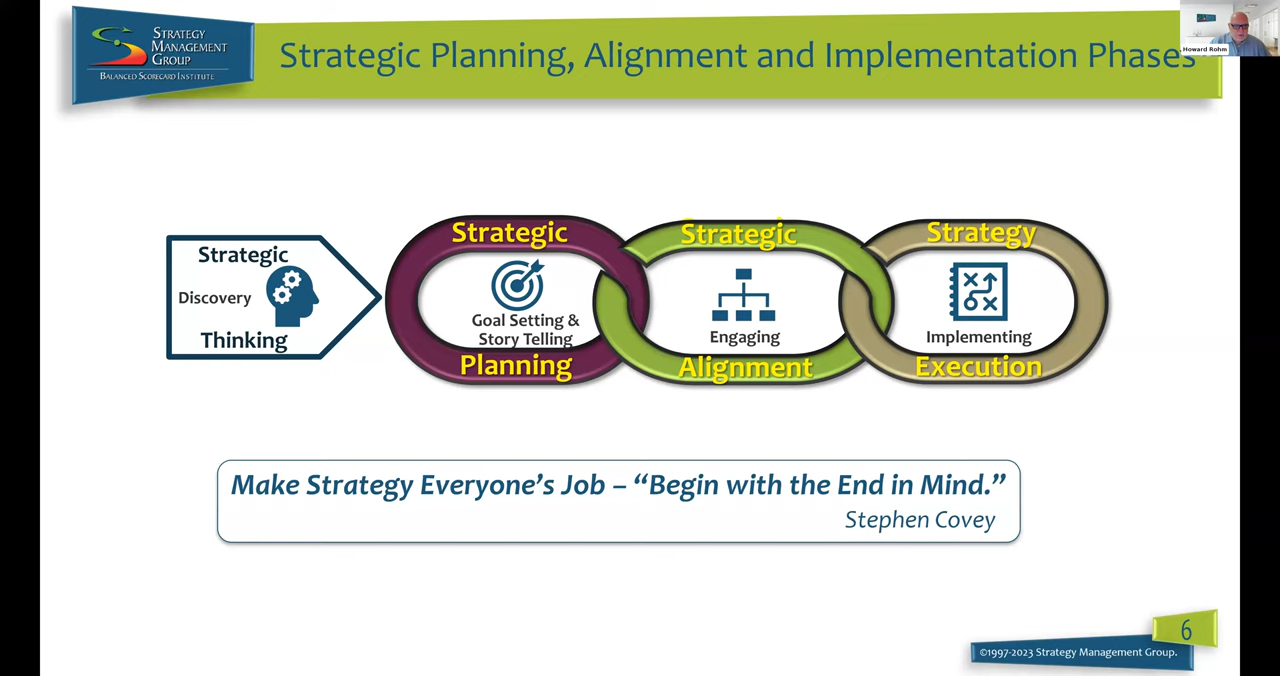 STRATEGY
MANAGEMENT
GROUP
BALANCED SCORECARD INSTITUTE
Strategic Planning, Alignment and Implementation Phases
Howard Rohm
Strategic
Discovery
Thinking
Strategic
Goal Setting &
Story Telling
Planning
Strategic
Engaging
Alignment
Strategy
Implementing
Execution
Make Strategy Everyone's Job – “Begin with the End in Mind.”
Stephen Covey
6
©1997-2023 Strategy Management Group.